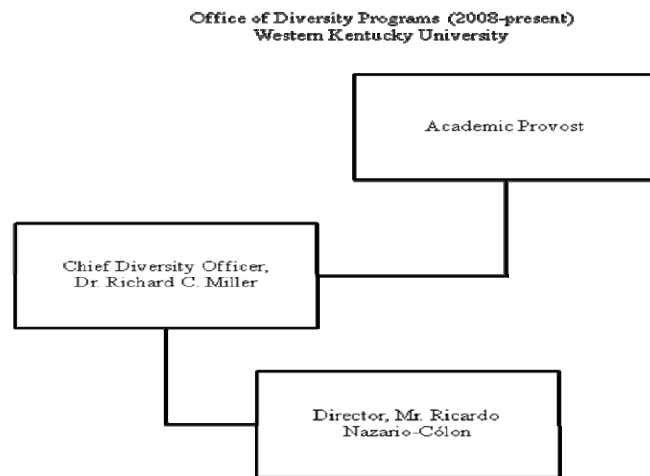 Office of Diversity Programs (2008-present)
Western Kentucky University
Academic Provost
Chief Diversity Officer,
Dr. Richard C. Miller
Director, Mr. Ricardo
Nazario-Cólon